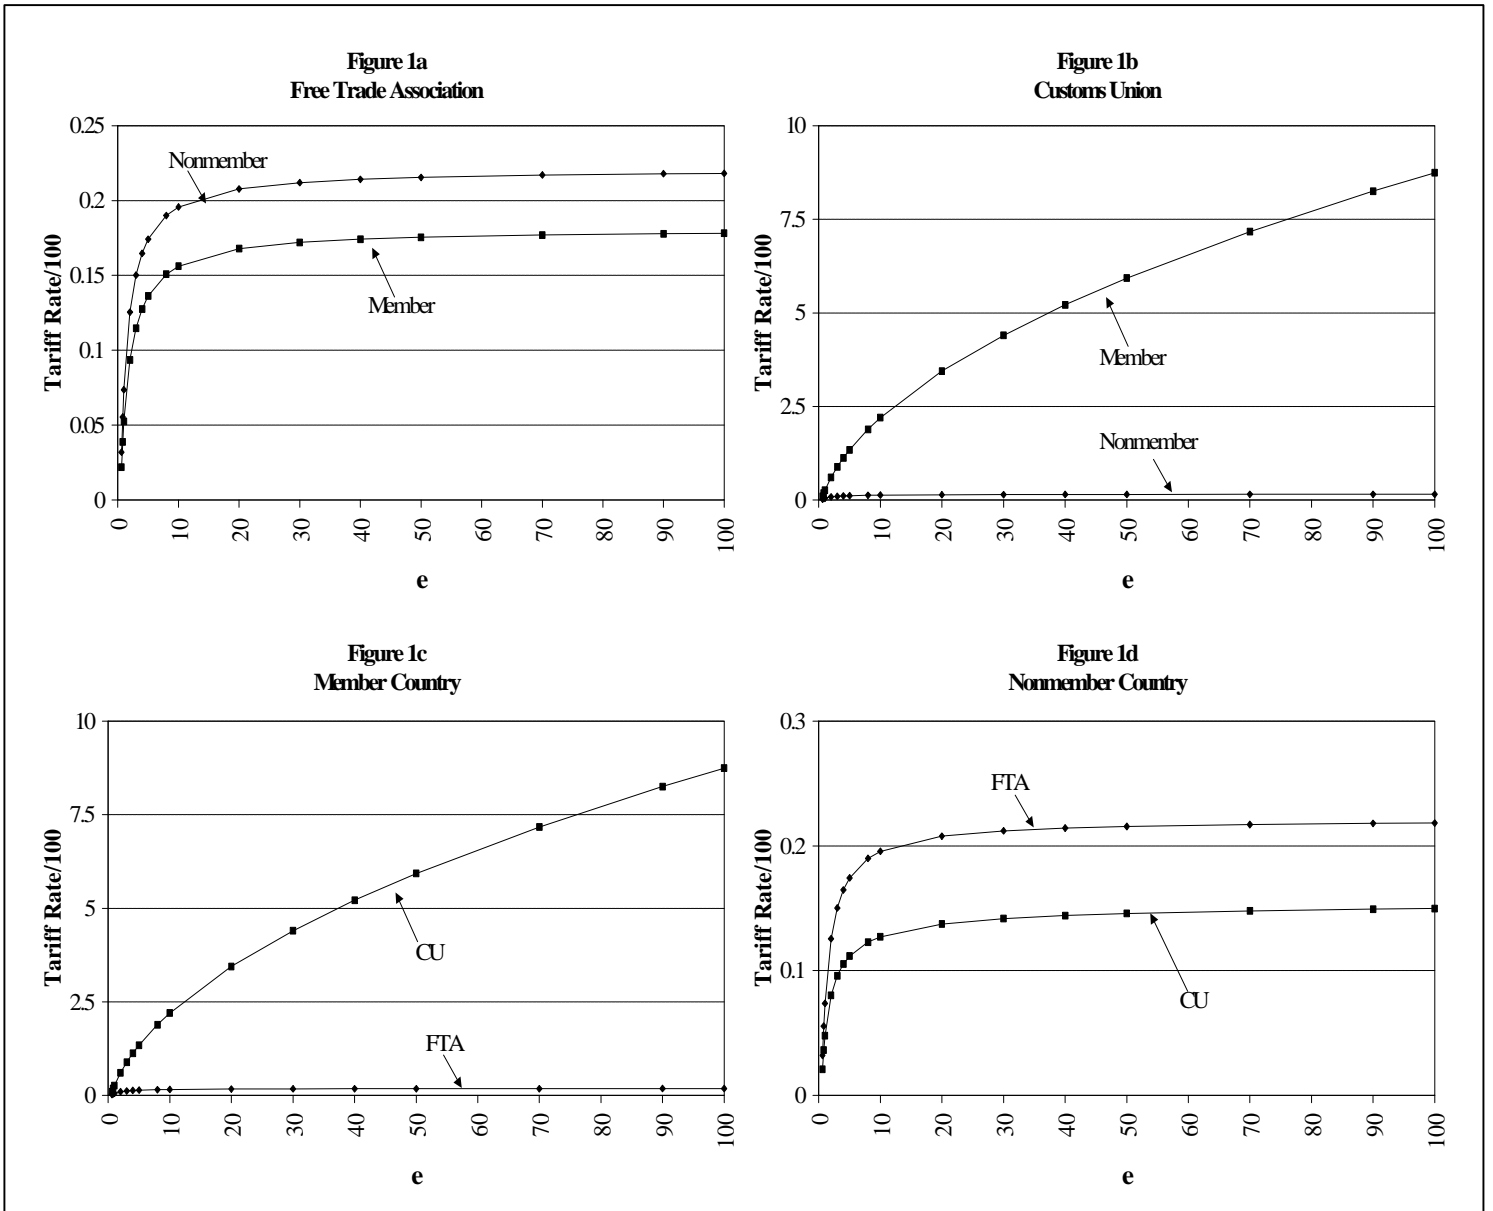 Figure 1a
Free Trade Association
0.25
0.2
0.15
0.1
0.05
0
Tariff Rate/100
Nonmember
Member
0 10 20 30 40 50 60 70 80 90 100
e
Figure 1b
Customs Union
10
7.5
5
2.5
0
Tariff Rate/100
Member
Nonmember
0 10 20 30 40 50 60 70 80 90 100
e
Figure 1c
Member Country
10
7.5
5
2.5
0
Tariff Rate/100
CU
FTA
0 10 20 30 40 50 60 70 80 90 100
e
Figure 1d
Nonmember Country
0.3
0.2
0.1
0
Tariff Rate/100
FTA
CU
0 10 20 30 40 50 60 70 80 90 100
e